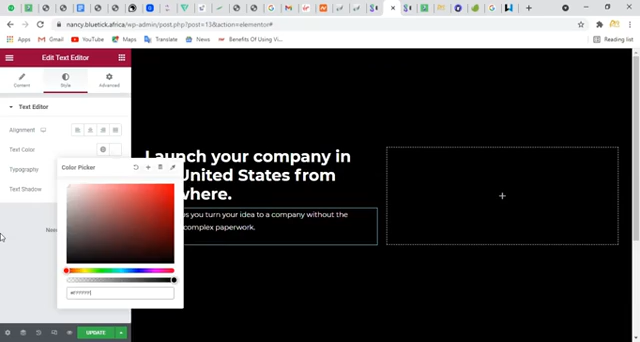 nancy.bluetick.africa/wp-admin/post.php?post=13&action=elementor#
Apps
Gmail
YouTube
Maps
Translate
News
Benefits Of Using Vi...
Reading list
Edit Text Editor
Content
Style
Advanced
Text Editor
Alignment
Text Color
Typography
Text Shadow
Color Picker
#FFFFFF
UPDATE
Launch your company in
United States from
where.
s you turn your idea to a company without the
complex paperwork.